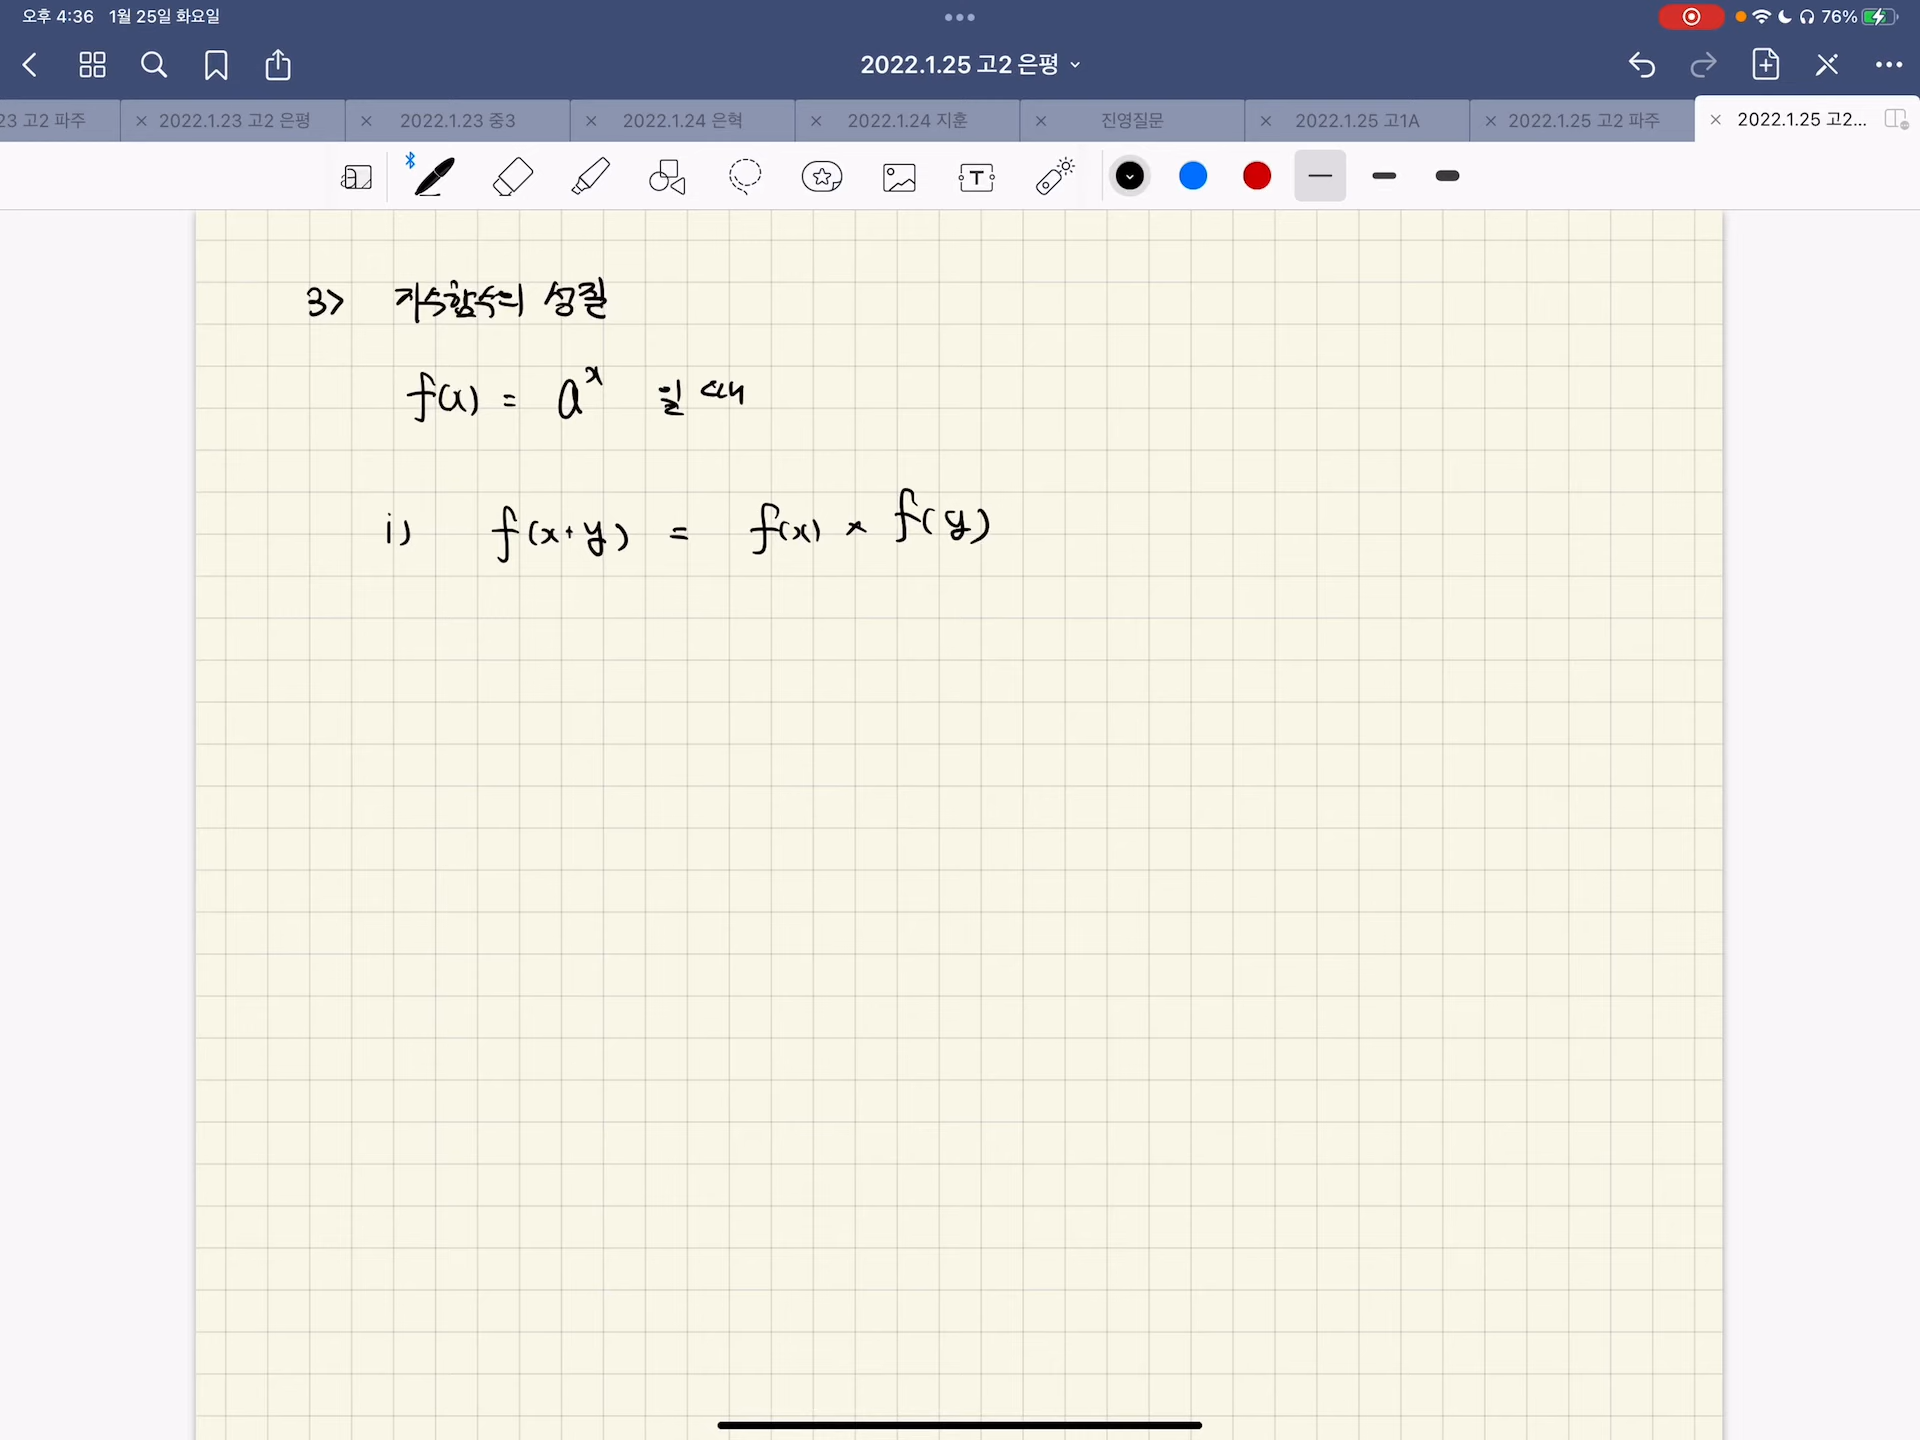 오후 4:36 1월 25일 화요일
76%
2022.1.25 고2 은평
23 고2 파주
2022.1.23 고2 은평
2022.1.23 중3
2022.1.24 은혁
2022.1.24 지훈
진영질문
2022.1.25 고1A
2022.1.25 고2 파주
2022.1.25 고2...
3> 지수함수의 성질
f(x) = a^x 일 때
i) f(x+y) = f(x) × f(y)